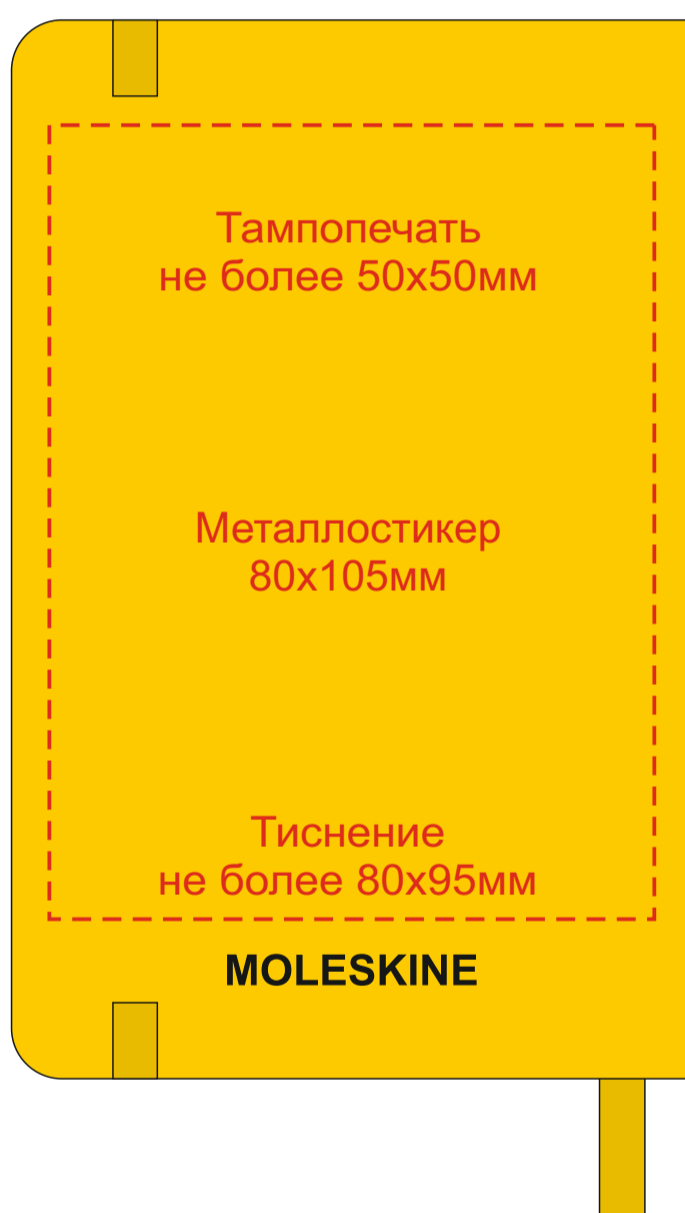 Тампопечать
не более 50х50мм
Металлостикер
80х105мм
Тиснение
не более 80х95мм
MOLESKINE